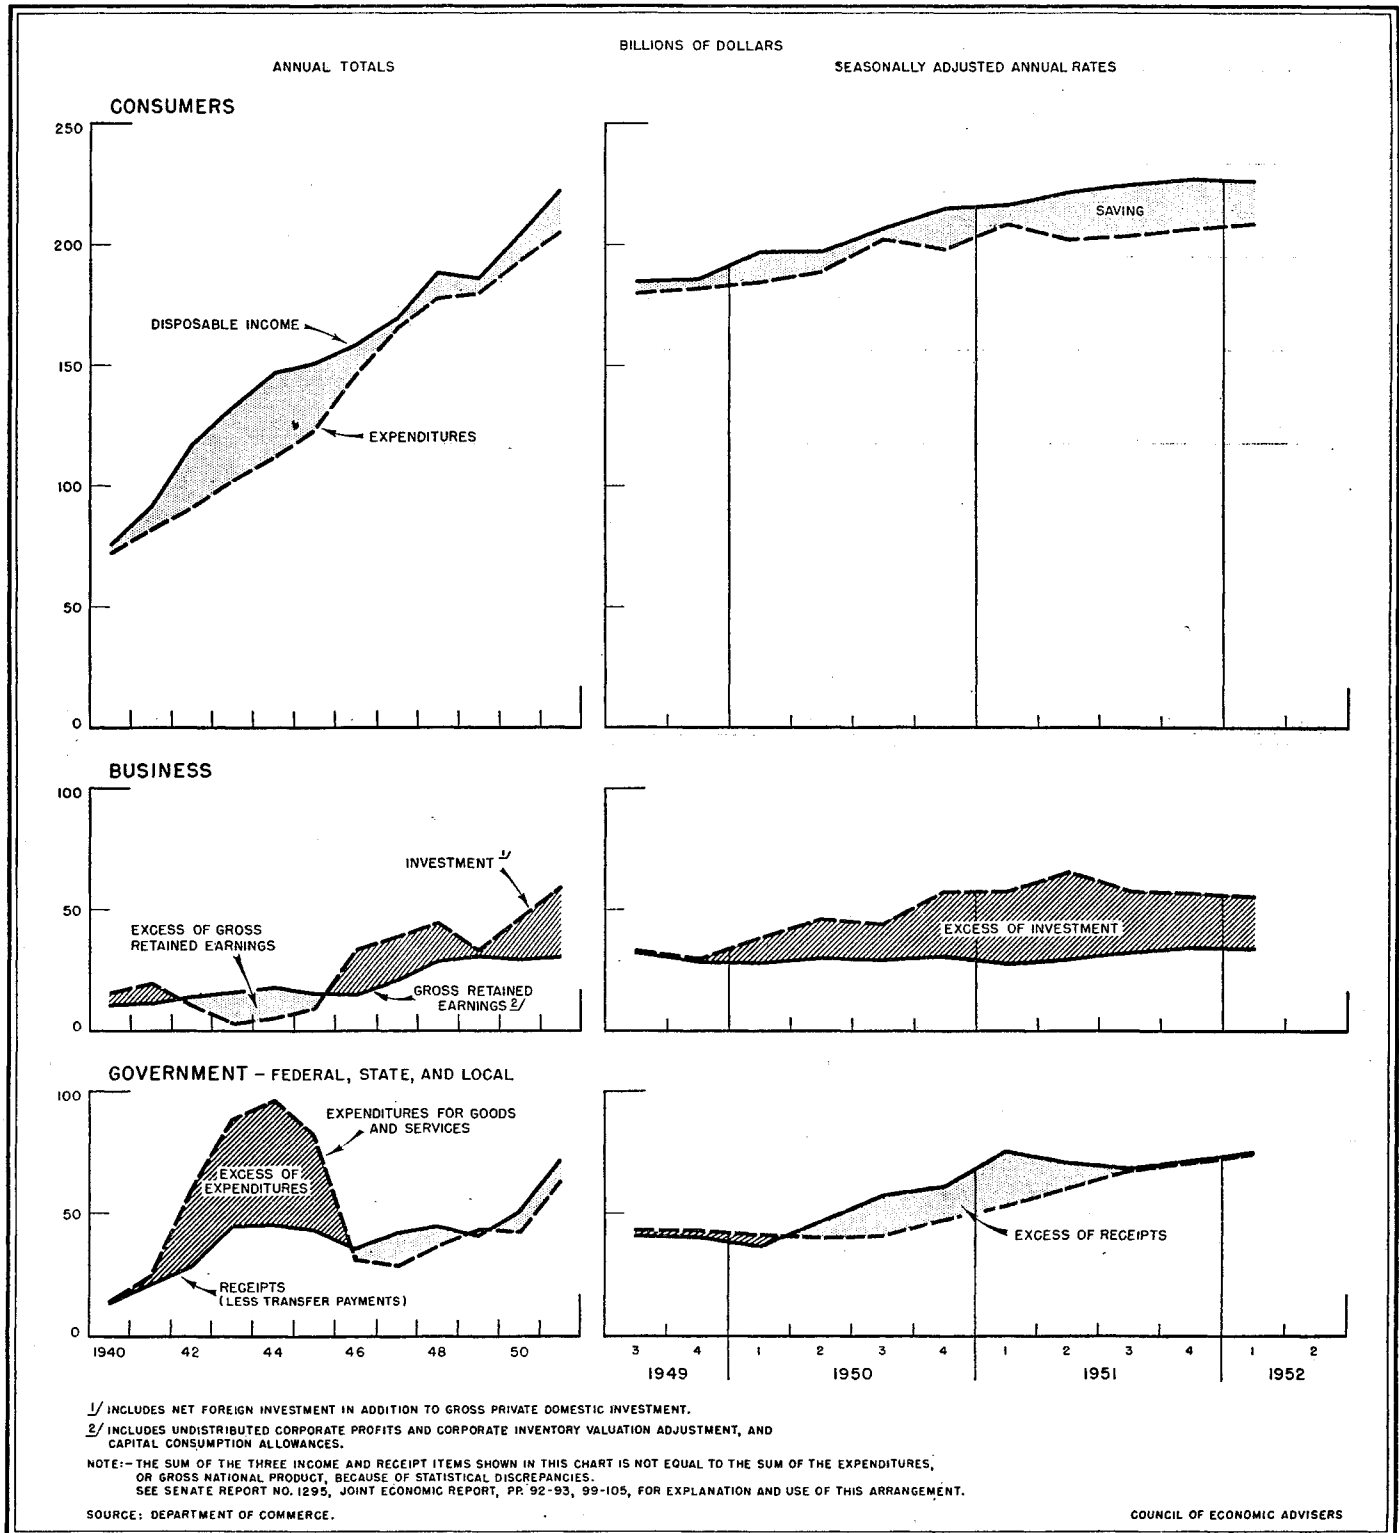 BILLIONS OF DOLLARS
ANNUAL TOTALS
SEASONALLY ADJUSTED ANNUAL RATES
CONSUMERS
250
200
150
100
50
0
DISPOSABLE INCOME
EXPENDITURES
SAVING
BUSINESS
100
50
0
INVESTMENT 1/
EXCESS OF GROSS
RETAINED EARNINGS
GROSS RETAINED
EARNINGS 2/
EXCESS OF INVESTMENT
GOVERNMENT – FEDERAL, STATE, AND LOCAL
100
50
0
EXPENDITURES FOR GOODS
AND SERVICES
EXCESS OF
EXPENDITURES
RECEIPTS
(LESS TRANSFER PAYMENTS)
EXCESS OF RECEIPTS
1940 42 44 46 48 50
3 4 1 2 3 4 1 2 3 4 1 2
1949 1950 1951 1952
1/ INCLUDES NET FOREIGN INVESTMENT IN ADDITION TO GROSS PRIVATE DOMESTIC INVESTMENT.
2/ INCLUDES UNDISTRIBUTED CORPORATE PROFITS AND CORPORATE INVENTORY VALUATION ADJUSTMENT, AND
CAPITAL CONSUMPTION ALLOWANCES.
NOTE:– THE SUM OF THE THREE INCOME AND RECEIPT ITEMS SHOWN IN THIS CHART IS NOT EQUAL TO THE SUM OF THE EXPENDITURES,
OR GROSS NATIONAL PRODUCT, BECAUSE OF STATISTICAL DISCREPANCIES.
SEE SENATE REPORT NO. 1295, JOINT ECONOMIC REPORT, PP. 92-93, 99-105, FOR EXPLANATION AND USE OF THIS ARRANGEMENT.
SOURCE: DEPARTMENT OF COMMERCE.
COUNCIL OF ECONOMIC ADVISERS